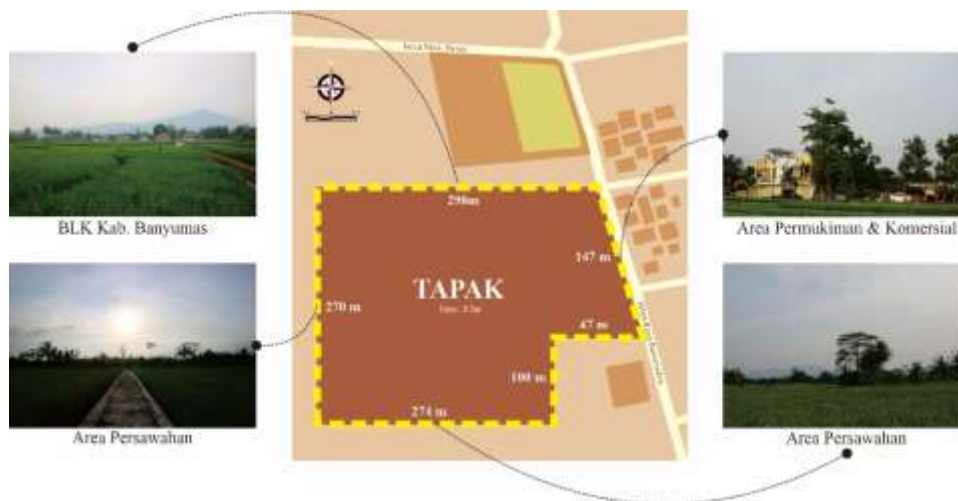 BLK Kab. Banyumas
Area Persawahan
298m
147 m
270 m
TAPAK
47 m
100 m
274 m
Area Permukiman & Komersial
Area Persawahan